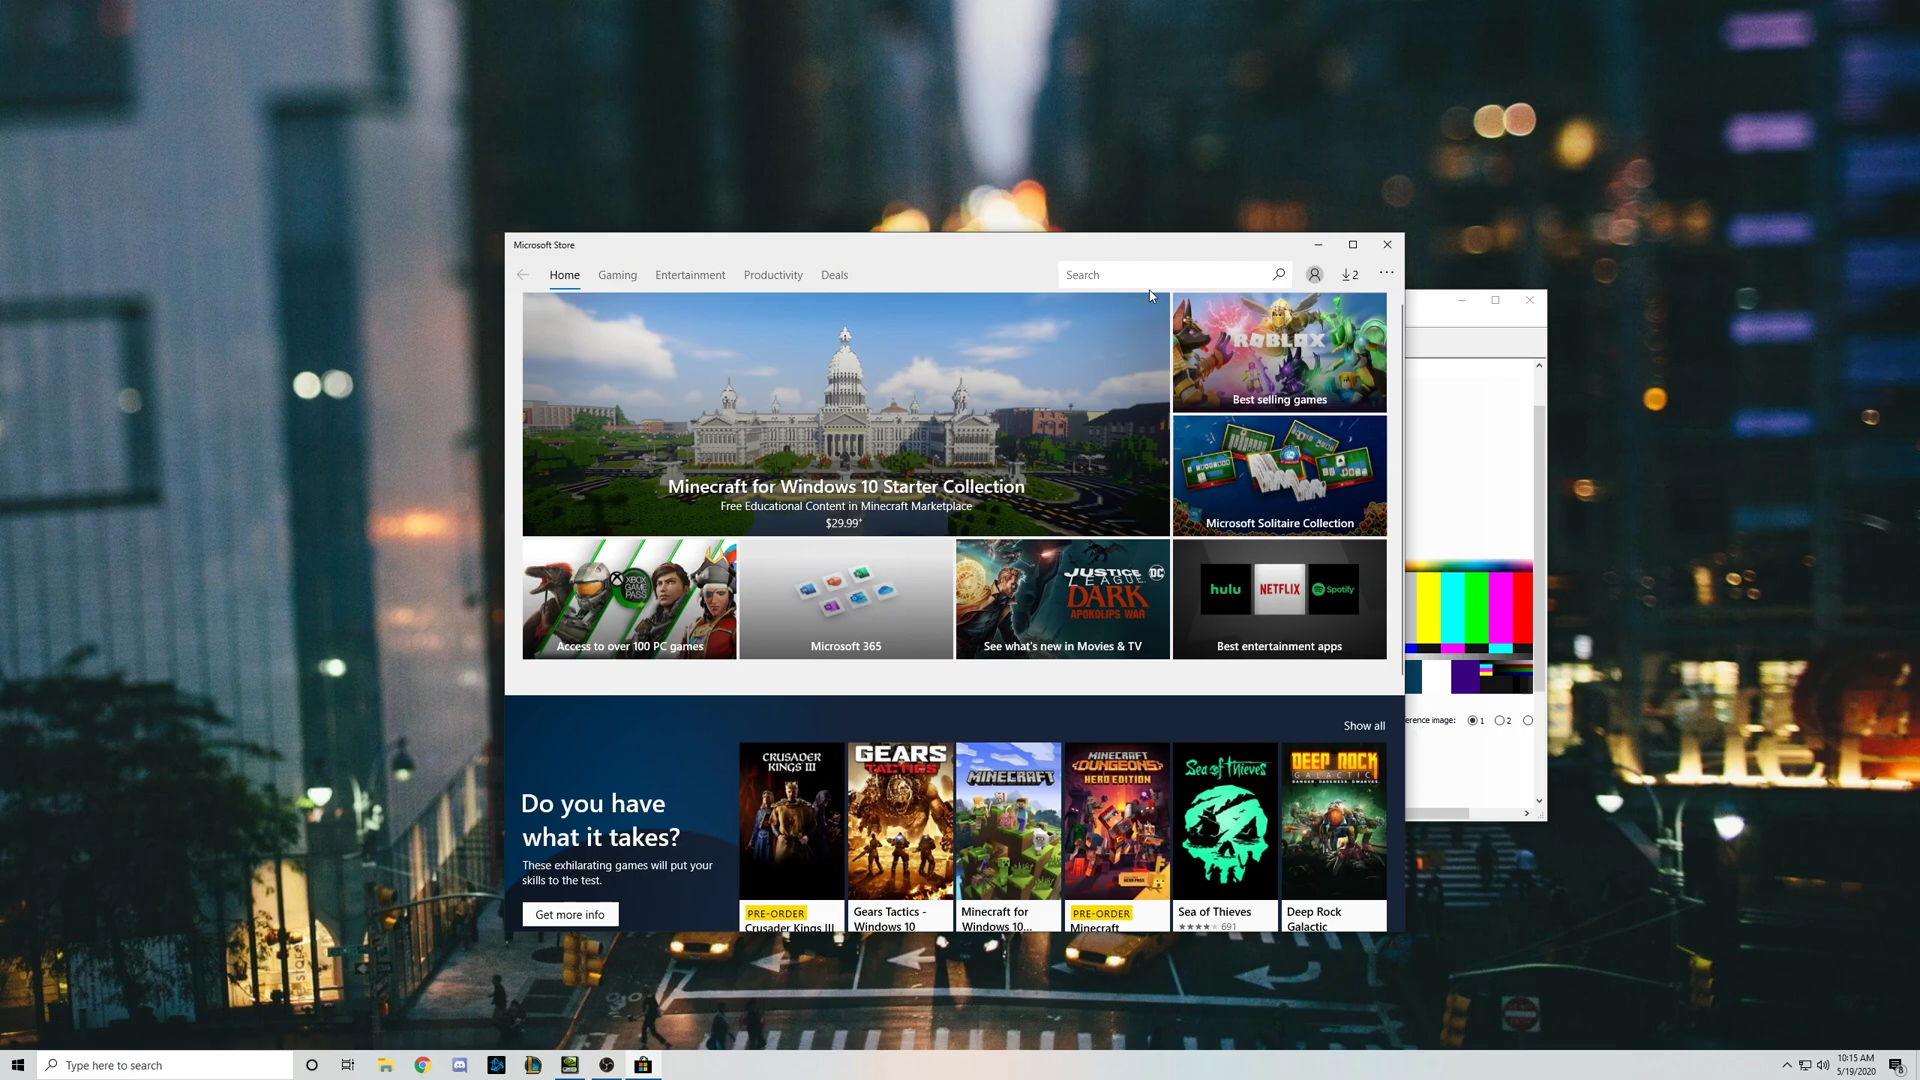 Microsoft Store
Home
Gaming
Entertainment
Productivity
Deals
Search
2
ROBLOX
Best selling games
Minecraft for Windows 10 Starter Collection
Free Educational Content in Minecraft Marketplace
$29.99+
Microsoft Solitaire Collection
XBOX
GAME
PASS
Access to over 100 PC games
Microsoft 365
JUSTICE
LEAGUE
DARK
APOKOLIPS WAR
DC
See what's new in Movies & TV
hulu
NETFLIX
Spotify
Best entertainment apps
erence image:
1
2
Show all
Do you have
what it takes?
These exhilarating games will put your
skills to the test.
Get more info
CRUSADER
KINGS III
PRE-ORDER
Crusader Kings III
GEARS
TACTICS
Gears Tactics -
Windows 10
MINECRAFT
Minecraft for
Windows 10...
MINECRAFT
DUNGEONS
HERO EDITION
PRE-ORDER
Minecraft
Sea of Thieves
Sea of Thieves
691
DEEP ROCK
GALACTIC
DANGER. DARKNESS. DWARVES.
Deep Rock
Galactic
Type here to search
10:15 AM
5/19/2020
8